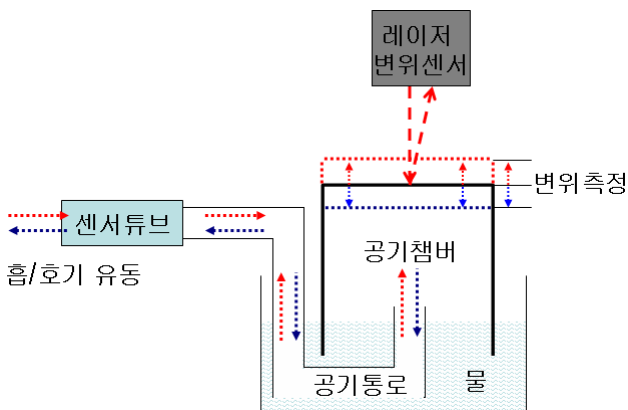 레이저
변위센서
변위측정
센서튜브
공기챔버
흡/호기 유동
공기통로
물